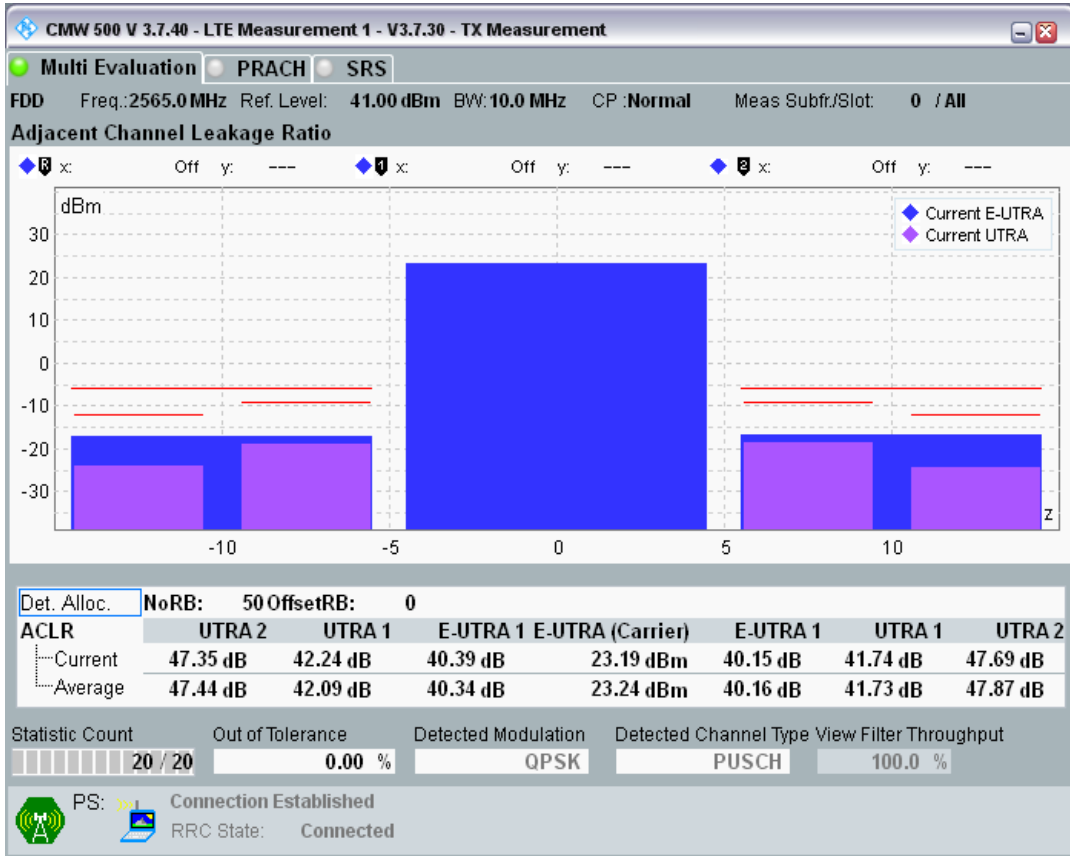 CMW 500 V 3.7.40 - LTE Measurement 1 - V3.7.30 - TX Measurement
Multi Evaluation PRACH SRS
FDD Freq.:2565.0 MHz Ref. Level: 41.00 dBm BW:10.0 MHz CP :Normal Meas Subfr./Slot: 0 / All
Adjacent Channel Leakage Ratio
R x: Off y: --- 1 x: Off y: --- 2 x: Off y: ---
dBm
Current E-UTRA
Current UTRA
30
20
10
0
-10
-20
-30
z
-10 -5 0 5 10
Det. Alloc. NoRB: 50 OffsetRB: 0
ACLR UTRA 2 UTRA 1 E-UTRA 1 E-UTRA (Carrier) E-UTRA 1 UTRA 1 UTRA 2
Current 47.35 dB 42.24 dB 40.39 dB 23.19 dBm 40.15 dB 41.74 dB 47.69 dB
Average 47.44 dB 42.09 dB 40.34 dB 23.24 dBm 40.16 dB 41.73 dB 47.87 dB
Statistic Count Out of Tolerance Detected Modulation Detected Channel Type View Filter Throughput
20 / 20 0.00 % QPSK PUSCH 100.0 %
PS: Connection Established
RRC State: Connected